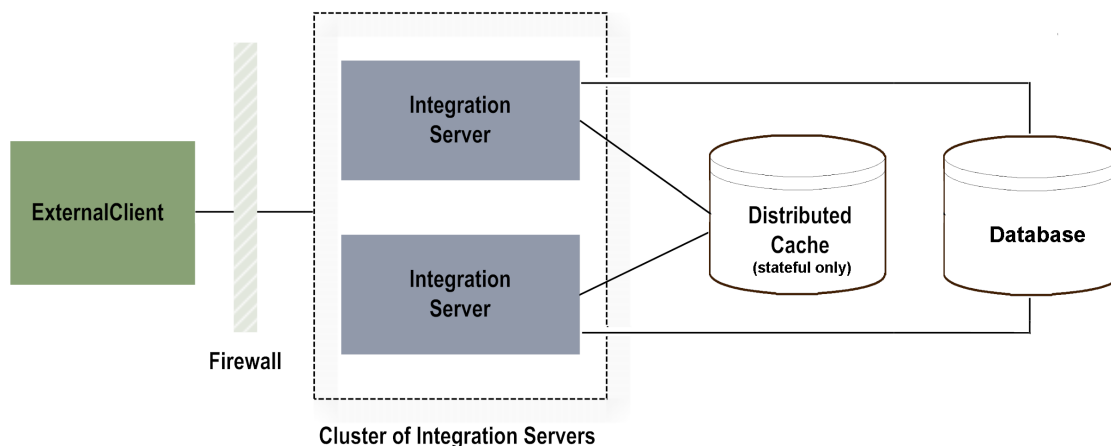 ExternalClient
Firewall
Integration
Server
Integration
Server
Cluster of Integration Servers
Distributed
Cache
(stateful only)
Database